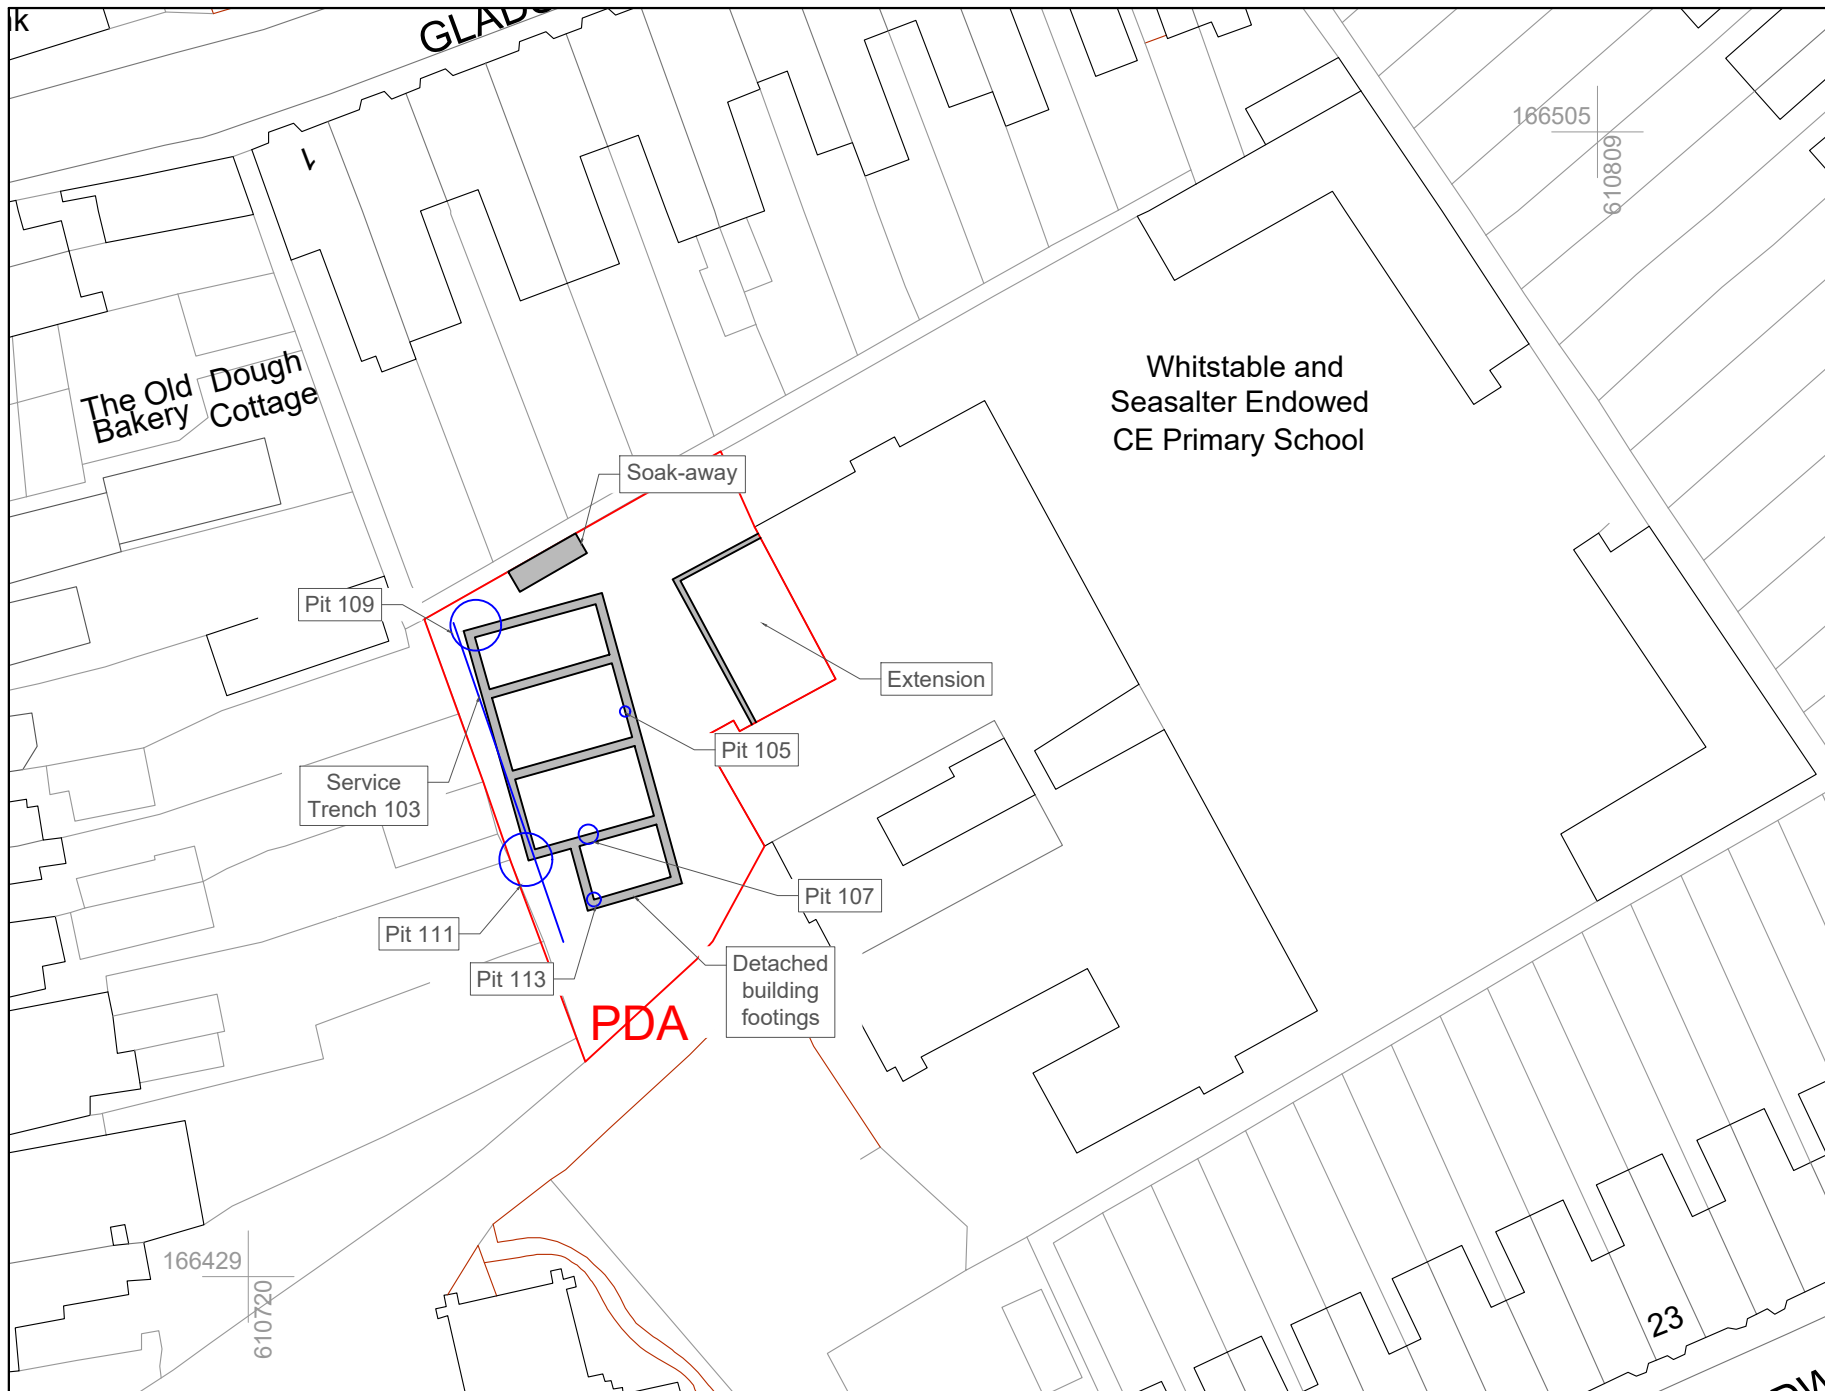 1
166505
610809
Whitstable and
Seasalter Endowed
CE Primary School
The Old
Bakery
Dough
Cottage
Soak-away
Pit 109
Extension
Pit 105
Service
Trench 103
Pit 107
Pit 111
Pit 113
Detached
building
footings
PDA
166429
610720
23